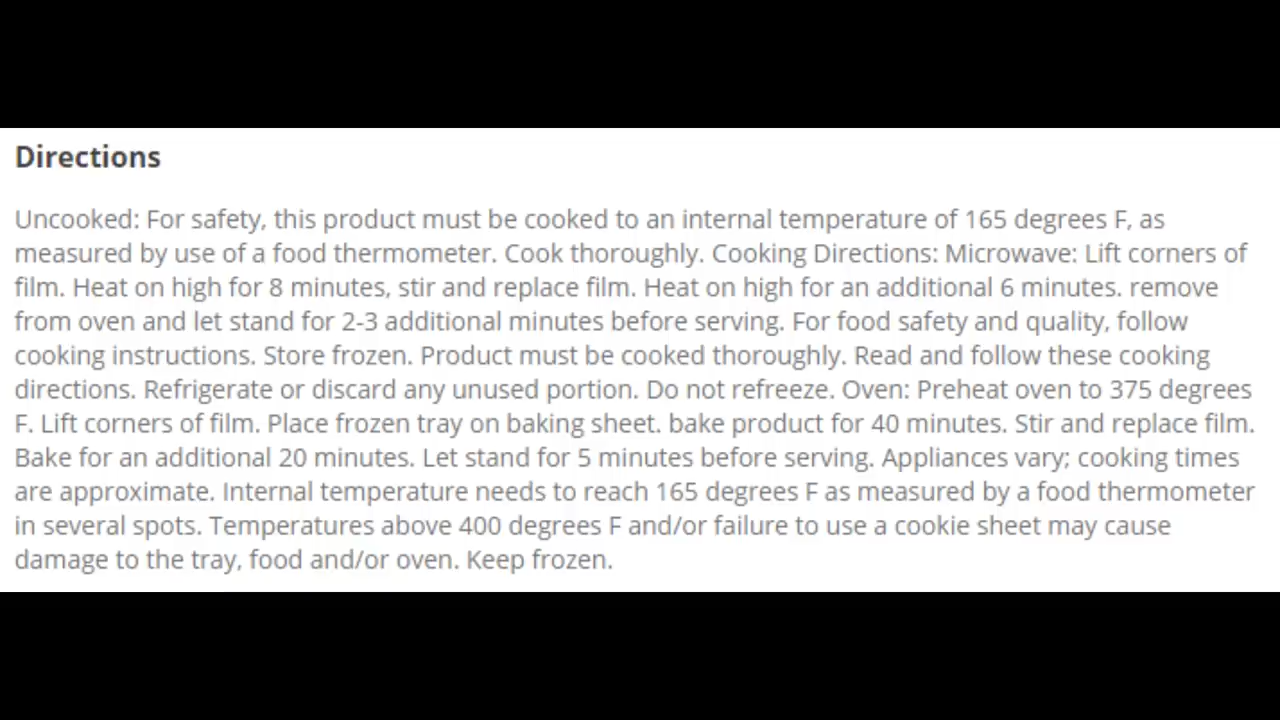 Directions
Uncooked: For safety, this product must be cooked to an internal temperature of 165 degrees F, as
measured by use of a food thermometer. Cook thoroughly. Cooking Directions: Microwave: Lift corners of
film. Heat on high for 8 minutes, stir and replace film. Heat on high for an additional 6 minutes. remove
from oven and let stand for 2-3 additional minutes before serving. For food safety and quality, follow
cooking instructions. Store frozen. Product must be cooked thoroughly. Read and follow these cooking
directions. Refrigerate or discard any unused portion. Do not refreeze. Oven: Preheat oven to 375 degrees
F. Lift corners of film. Place frozen tray on baking sheet. bake product for 40 minutes. Stir and replace film.
Bake for an additional 20 minutes. Let stand for 5 minutes before serving. Appliances vary; cooking times
are approximate. Internal temperature needs to reach 165 degrees F as measured by a food thermometer
in several spots. Temperatures above 400 degrees F and/or failure to use a cookie sheet may cause
damage to the tray, food and/or oven. Keep frozen.